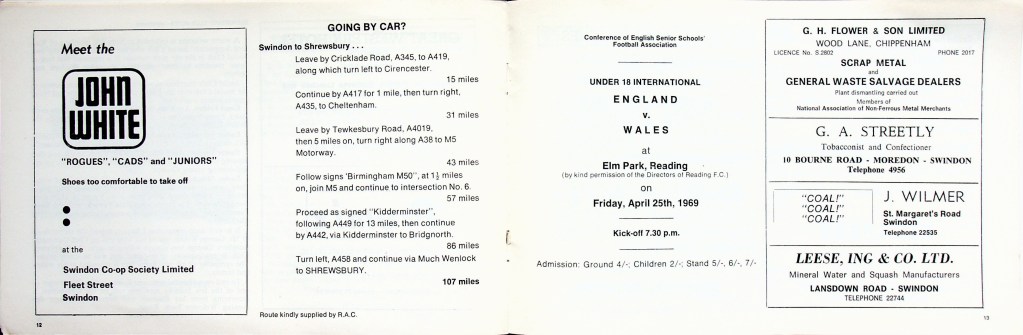 Meet the
JOHN
WHITE
"ROGUES", "CADS" and "JUNIORS"
Shoes too comfortable to take off
at the
Swindon Co-op Society Limited
Fleet Street
Swindon
12
GOING BY CAR?
Swindon to Shrewsbury . . .
Leave by Cricklade Road, A345, to A419,
along which turn left to Cirencester.
15 miles
Continue by A417 for 1 mile, then turn right,
A435, to Cheltenham.
31 miles
Leave by Tewkesbury Road, A4019,
then 5 miles on, turn right along A38 to M5
Motorway.
43 miles
Follow signs 'Birmingham M50", at 1½ miles
on, join M5 and continue to intersection No. 6.
57 miles
Proceed as signed "Kidderminster",
following A449 for 13 miles, then continue
by A442, via Kidderminster to Bridgnorth.
86 miles
Turn left, A458 and continue via Much Wenlock
to SHREWSBURY.
107 miles
Route kindly supplied by R.A.C.
Conference of English Senior Schools'
Football Association
UNDER 18 INTERNATIONAL
ENGLAND
v.
WALES
at
Elm Park, Reading
(by kind permission of the Directors of Reading F.C.)
on
Friday, April 25th, 1969
Kick-off 7.30 p.m.
Admission: Ground 4/-; Children 2/-; Stand 5/-, 6/-, 7/-
G. H. FLOWER & SON LIMITED
WOOD LANE, CHIPPENHAM
LICENCE No. S.2802 PHONE 2017
SCRAP METAL
and
GENERAL WASTE SALVAGE DEALERS
Plant dismantling carried out
Members of
National Association of Non-Ferrous Metal Merchants
G. A. STREETLY
Tobacconist and Confectioner
10 BOURNE ROAD - MOREDON - SWINDON
Telephone 4956
"COAL!"
"COAL!"
"COAL!"
J. WILMER
St. Margaret's Road
Swindon
Telephone 22535
LEESE, ING & CO. LTD.
Mineral Water and Squash Manufacturers
LANSDOWN ROAD - SWINDON
TELEPHONE 22744
13